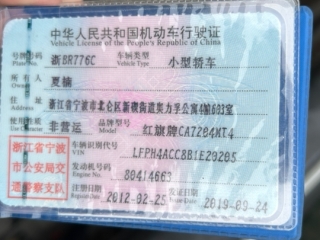 中华人民共和国机动车行驶证
Vehicle License of the People's Republic of China
号牌号码 浙BR776C 车辆类型 小型轿车
Plate No. Vehicle Type
所有人 夏楠
Owner
住址 浙江省宁波市北仑区新碶街道奥力孚公寓4幢603室
Address
使用性质 非营运 品牌型号 红旗牌CA7204MT4
Use Character Model
浙江省宁波 车辆识别代号 LFPH4ACC8B1E29205
VIN
市公安局交 发动机号码 80414663
Engine No.
通警察支队 注册日期 2012-02-25 发证日期 2019-09-24
Register Date Issue Date